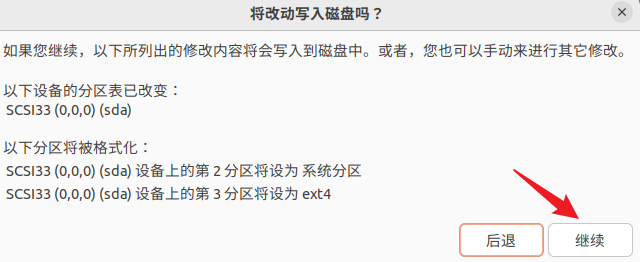 将改动写入磁盘吗？
如果您继续，以下所列出的修改内容将会写入到磁盘中。或者，您也可以手动来进行其它修改。
以下设备的分区表已改变：
SCSI33 (0,0,0) (sda)
以下分区将被格式化：
SCSI33 (0,0,0) (sda) 设备上的第 2 分区将设为 系统分区
SCSI33 (0,0,0) (sda) 设备上的第 3 分区将设为 ext4
后退 继续